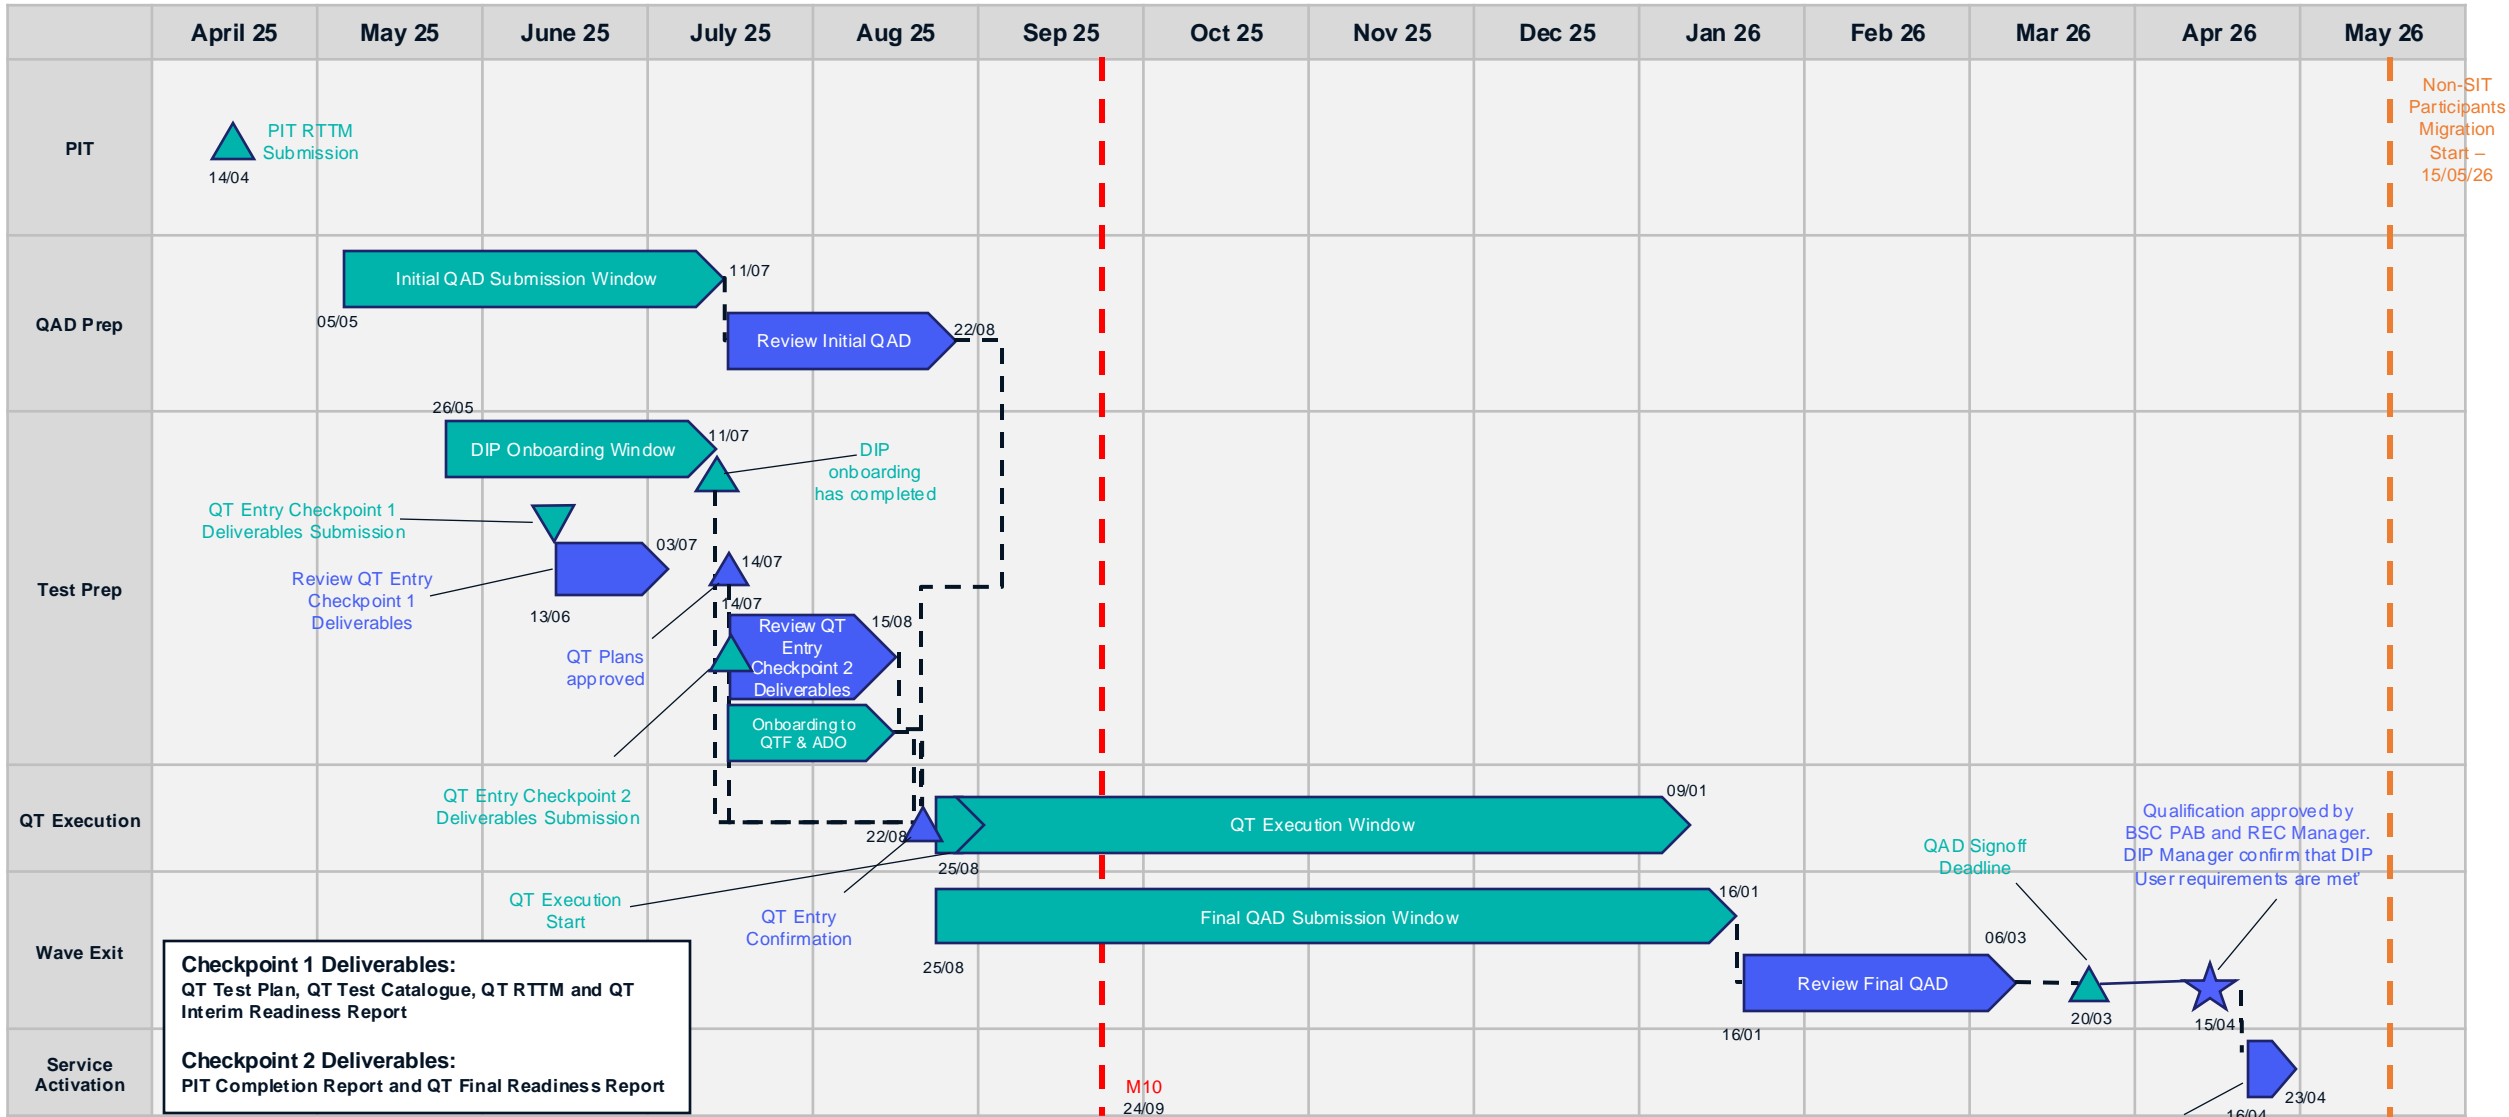 April 25
May 25
June 25
July 25
Aug 25
Sep 25
Oct 25
Nov 25
Dec 25
Jan 26
Feb 26
Mar 26
Apr 26
May 26
Non-SIT
Participants
Migration
Start –
15/05/26
PIT
PIT RTTM
Submission
14/04
QAD Prep
Initial QAD Submission Window
11/07
05/05
Review Initial QAD
22/08
Test Prep
26/05
DIP Onboarding Window
11/07
DIP
onboarding
has completed
QT Entry Checkpoint 1
Deliverables Submission
03/07
Review QT Entry
Checkpoint 1
Deliverables
13/06
14/07
14/07
QT Plans
approved
15/08
Review QT
Entry
Checkpoint 2
Deliverables
Onboarding to
QTF & ADO
QT Entry Checkpoint 2
Deliverables Submission
QT Execution
22/08
25/08
QT Execution Window
09/01
QT Execution
Start
QT Entry
Confirmation
Qualification approved by
BSC PAB and REC Manager.
DIP Manager confirm that DIP
User requirements are met'
QAD Signoff
Deadline
Wave Exit
Final QAD Submission Window
16/01
25/08
06/03
Review Final QAD
16/01
20/03
15/04
Service
Activation
16/04
23/04
M10
24/09
Checkpoint 1 Deliverables:
QT Test Plan, QT Test Catalogue, QT RTTM and QT
Interim Readiness Report
Checkpoint 2 Deliverables:
PIT Completion Report and QT Final Readiness Report